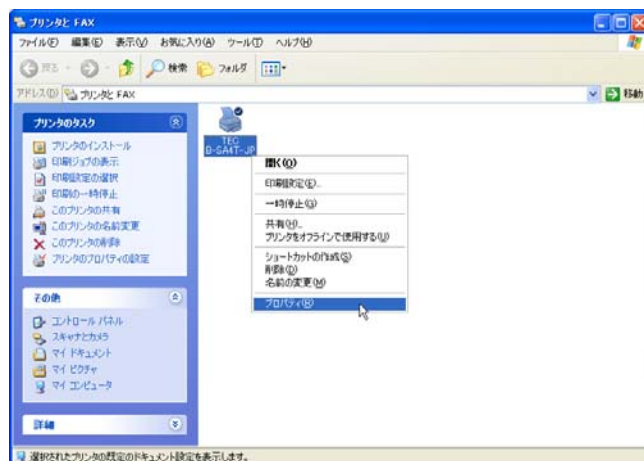 プリンタと FAX
ファイル(F) 編集(E) 表示(V) お気に入り(A) ツール(T) ヘルプ(H)
戻る 検索 フォルダ
アドレス(D) プリンタと FAX 移動
プリンタのタスク
プリンタのインストール
印刷ジョブの表示
印刷設定の選択
印刷の一時停止
このプリンタの共有
このプリンタの名前変更
このプリンタの削除
プリンタのプロパティの設定
その他
コントロール パネル
スキャナとカメラ
マイ ドキュメント
マイ ピクチャ
マイ コンピュータ
詳細
TEC
B-SA4T-JP
開く(O)
印刷設定(E)...
一時停止(G)
共有(H)...
プリンタをオフラインで使用する(U)
ショートカットの作成(S)
削除(D)
名前の変更(M)
プロパティ(R)
選択されたプリンタの既定のドキュメント設定を表示します。